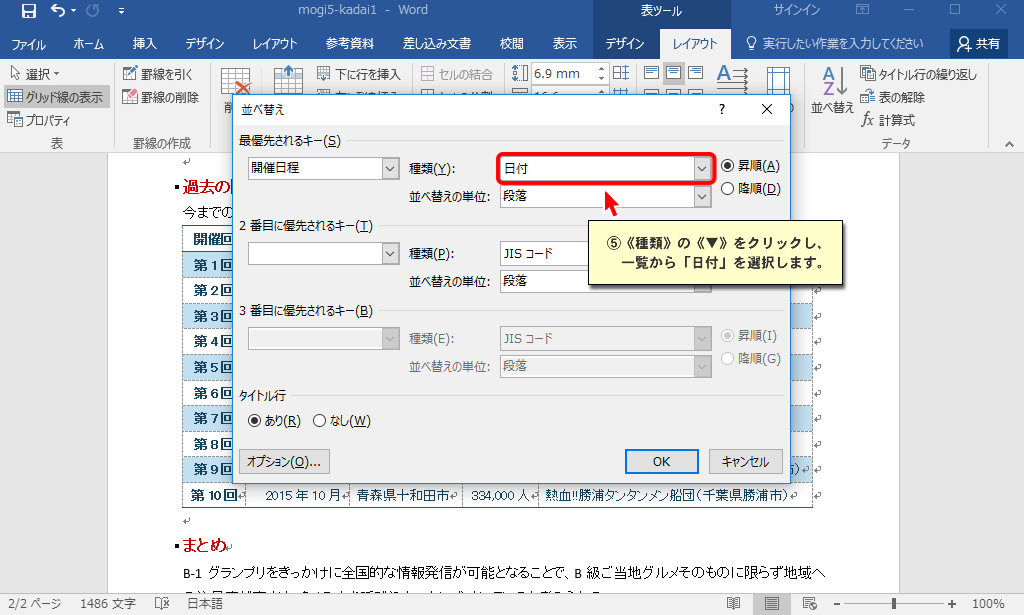 mogi5-kadai1 - Word
表ツール
サインイン
ファイル ホーム 挿入 デザイン レイアウト 参考資料 差し込み文書 校閲 表示 デザイン レイアウト 実行したい作業を入力してください 共有
選択
グリッド線の表示
プロパティ
表
罫線を引く
罫線の削除
罫線の作成
下に行を挿入
セルの結合
6.9 mm
並べ替え
タイトル行の繰り返し
表の解除
計算式
データ
並べ替え
?
最優先されるキー(S)
開催日程 種類(Y): 日付 昇順(A)
並べ替えの単位: 段落 降順(D)
2 番目に優先されるキー(T)
種類(P): JIS コード
並べ替えの単位: 段落
⑤《種類》の《▼》をクリックし、
一覧から「日付」を選択します。
3 番目に優先されるキー(B)
種類(E): JIS コード 昇順(I)
並べ替えの単位: 段落 降順(G)
タイトル行
あり(R) なし(W)
オプション(O)... OK キャンセル
過去の
今までの
開催回
第 1 回
第 2 回
第 3 回
第 4 回
第 5 回
第 6 回
第 7 回
第 8 回
第 9 回
第 10 回 2015 年 10 月 青森県十和田市 334,000 人 熱血!!勝浦タンタンメン船団(千葉県勝浦市)
まとめ
B-1 グランプリをきっかけに全国的な情報発信が可能となることで、B 級ご当地グルメそのものに限らず地域へ
2/2 ページ 1486 文字 日本語 100%